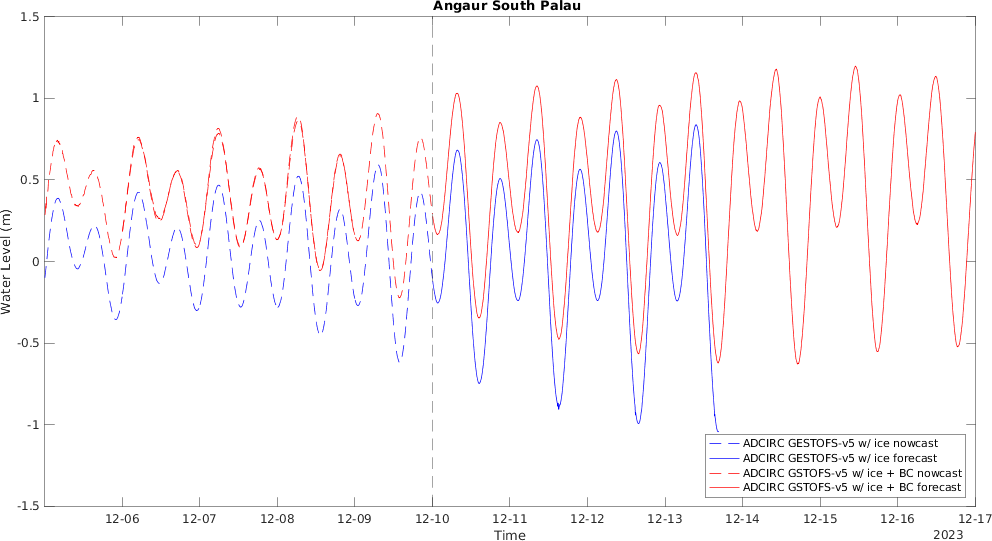 Angaur South Palau
1.5
1
0.5
0
-0.5
-1
-1.5
Water Level (m)
12-06
12-07
12-08
12-09
12-10
12-11
12-12
12-13
12-14
12-15
12-16
12-17
Time
2023
ADCIRC GESTOFS-v5 w/ ice nowcast
ADCIRC GESTOFS-v5 w/ ice forecast
ADCIRC GSTOFS-v5 w/ ice + BC nowcast
ADCIRC GSTOFS-v5 w/ ice + BC forecast